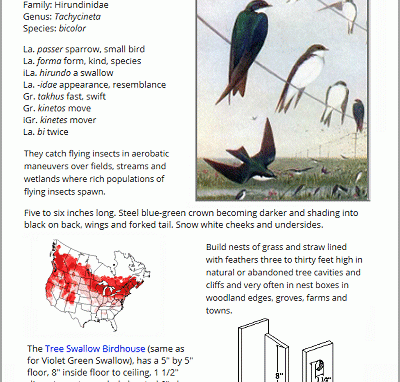 Family: Hirundinidae
Genus: Tachycineta
Species: bicolor
La. passer sparrow, small bird
La. forma form, kind, species
iLa. hirundo a swallow
La. -idae appearance, resemblance
Gr. takhus fast, swift
Gr. kinetos move
iGr. kinetes mover
La. bi twice
They catch flying insects in aerobatic
maneuvers over fields, streams and
wetlands where rich populations of
flying insects spawn.
Five to six inches long. Steel blue-green crown becoming darker and shading into
black on back. wings and forked tail. Snow white cheeks and undersides.
Build nests of grass and straw lined
with feathers three to thirty feet high in
natural or abandoned tree cavities and
cliffs and very often in nest boxes in
woodland edges, groves, farms and
towns.
The Tree Swallow Birdhouse (same as
for Violet Green Swallow), has a 5" by 5"
floor, 8" inside floor to ceiling, 1 1/2"
8"